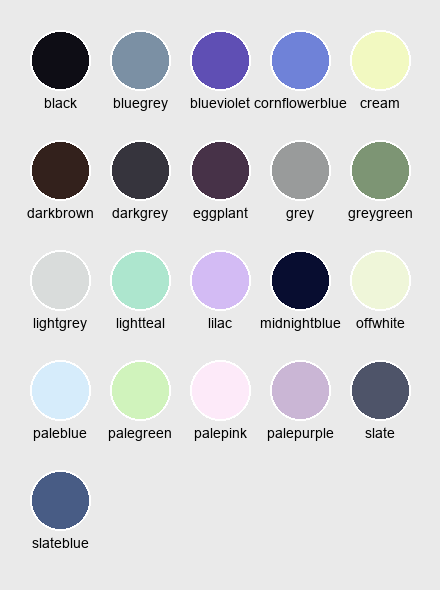 black bluegrey blueviolet cornflowerblue cream
darkbrown darkgrey eggplant grey greygreen
lightgrey lightteal lilac midnightblue offwhite
paleblue palegreen palepink palepurple slate
slateblue